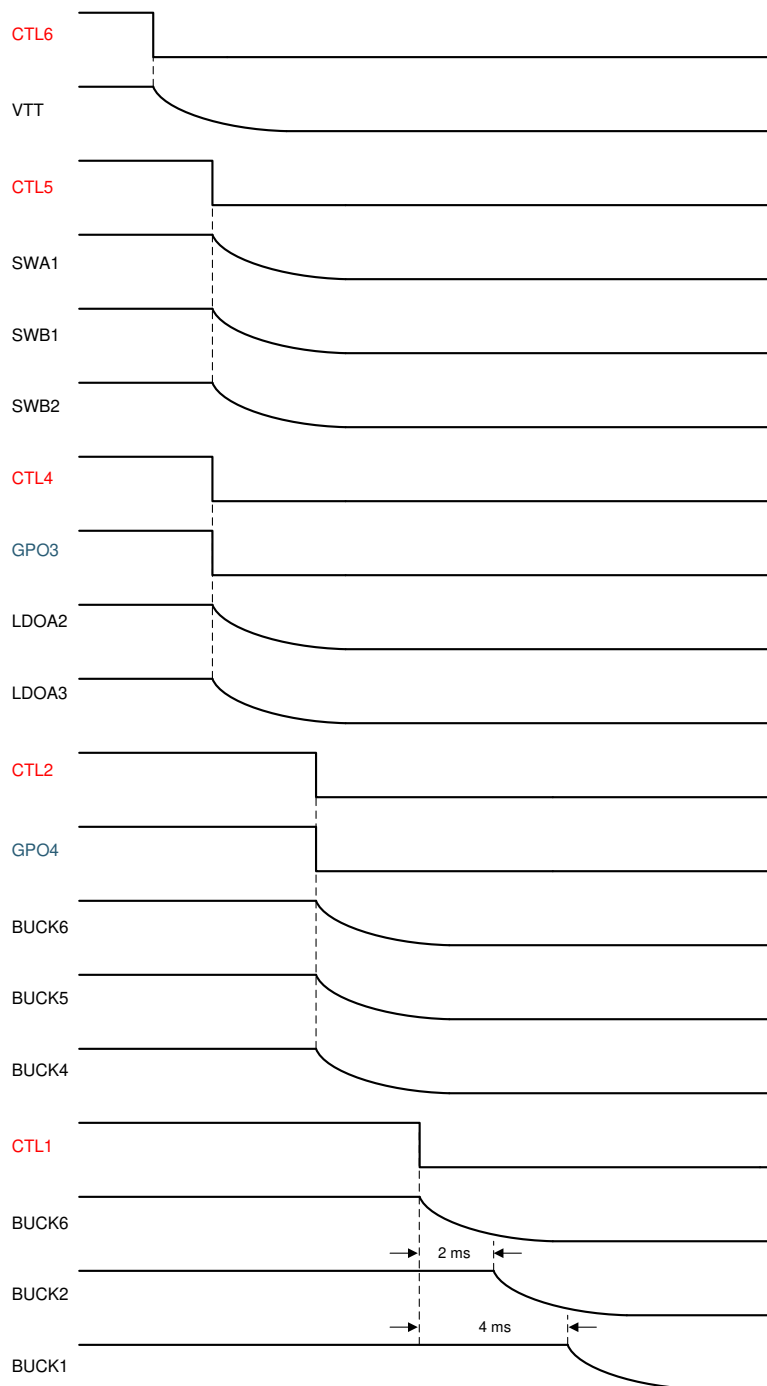 CTL6
VTT
CTL5
SWA1
SWB1
SWB2
CTL4
GPO3
LDOA2
LDOA3
CTL2
GPO4
BUCK6
BUCK5
BUCK4
CTL1
BUCK6
2 ms
BUCK2
4 ms
BUCK1